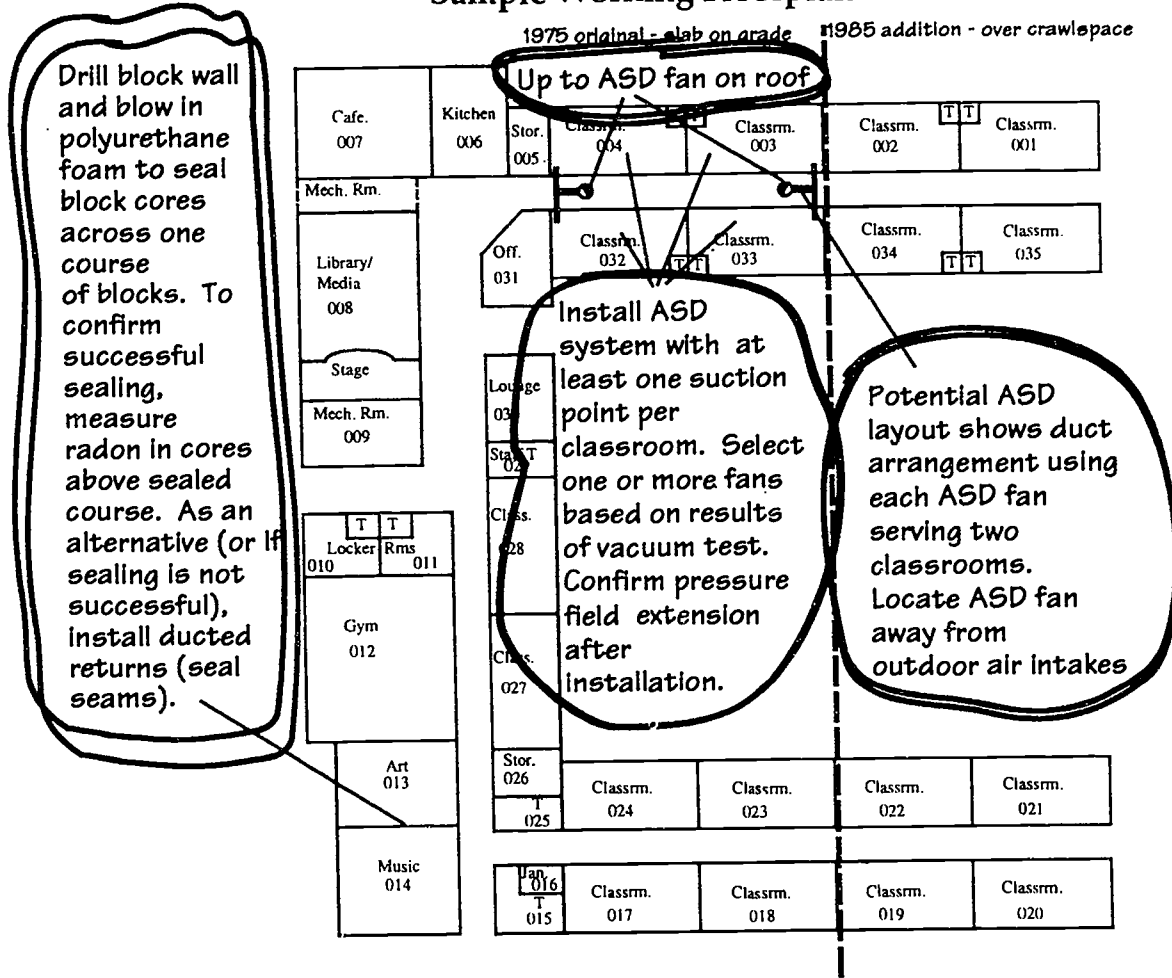 Sample Working Floorplan
1975 original - slab on grade
1985 addition - over crawlspace
Up to ASD fan on roof
Drill block wall
and blow in
polyurethane
foam to seal
block cores
across one
course
of blocks. To
confirm
successful
sealing,
measure
radon in cores
above sealed
course. As an
alternative (or If
sealing is not
successful),
install ducted
returns (seal
seams).
Cafe.
007
Kitchen
006
Stor.
005
Classrm.
004
T T
Classrm.
003
Classrm.
002
T T
Classrm.
001
Mech. Rm.
Library/
Media
008
Stage
Mech. Rm.
009
Off.
031
Classrm.
032
T T
Classrm.
033
Classrm.
034
T T
Classrm.
035
Install ASD
system with at
least one suction
point per
classroom. Select
one or more fans
based on results
of vacuum test.
Confirm pressure
field extension
after
installation.
Potential ASD
layout shows duct
arrangement using
each ASD fan
serving two
classrooms.
Locate ASD fan
away from
outdoor air intakes
Lounge
T
Class.
028
Class.
027
Stor.
026
T
025
T T
Locker Rms
010 011
Gym
012
Art
013
Music
014
Classrm.
024
Classrm.
023
Classrm.
022
Classrm.
021
Jan.
016
T
015
Classrm.
017
Classrm.
018
Classrm.
019
Classrm.
020